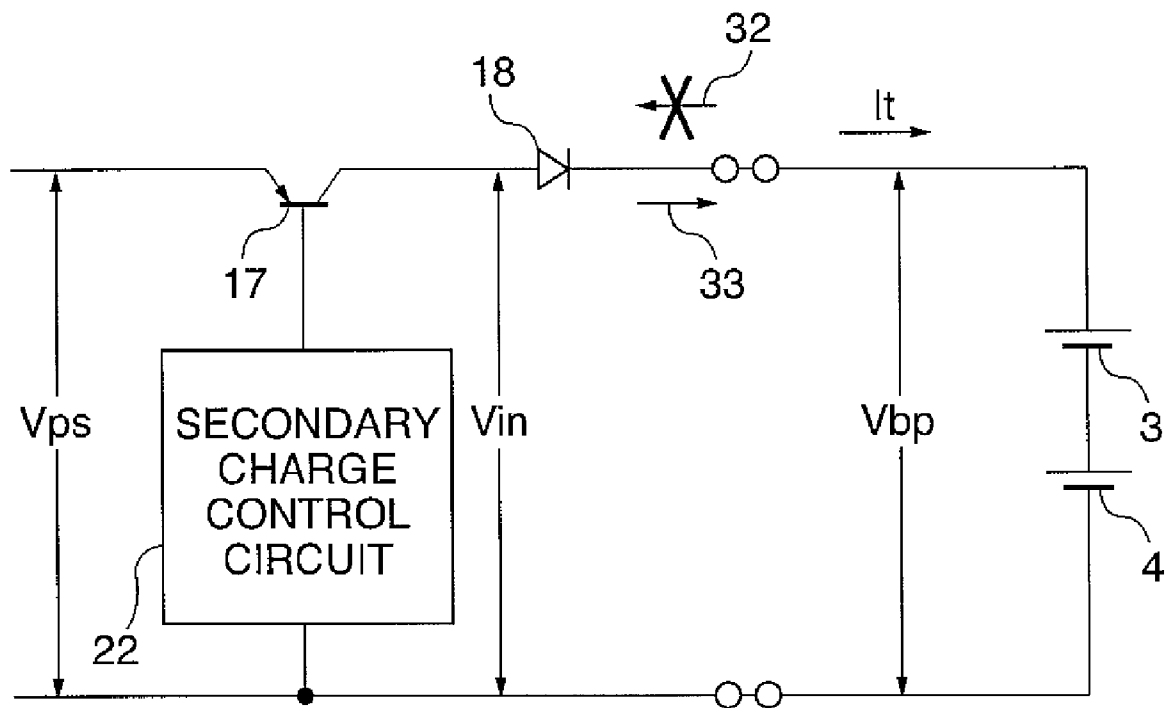 32
18
It
17
33
Vps
SECONDARY
CHARGE
CONTROL
CIRCUIT
Vin
Vbp
3
4
22